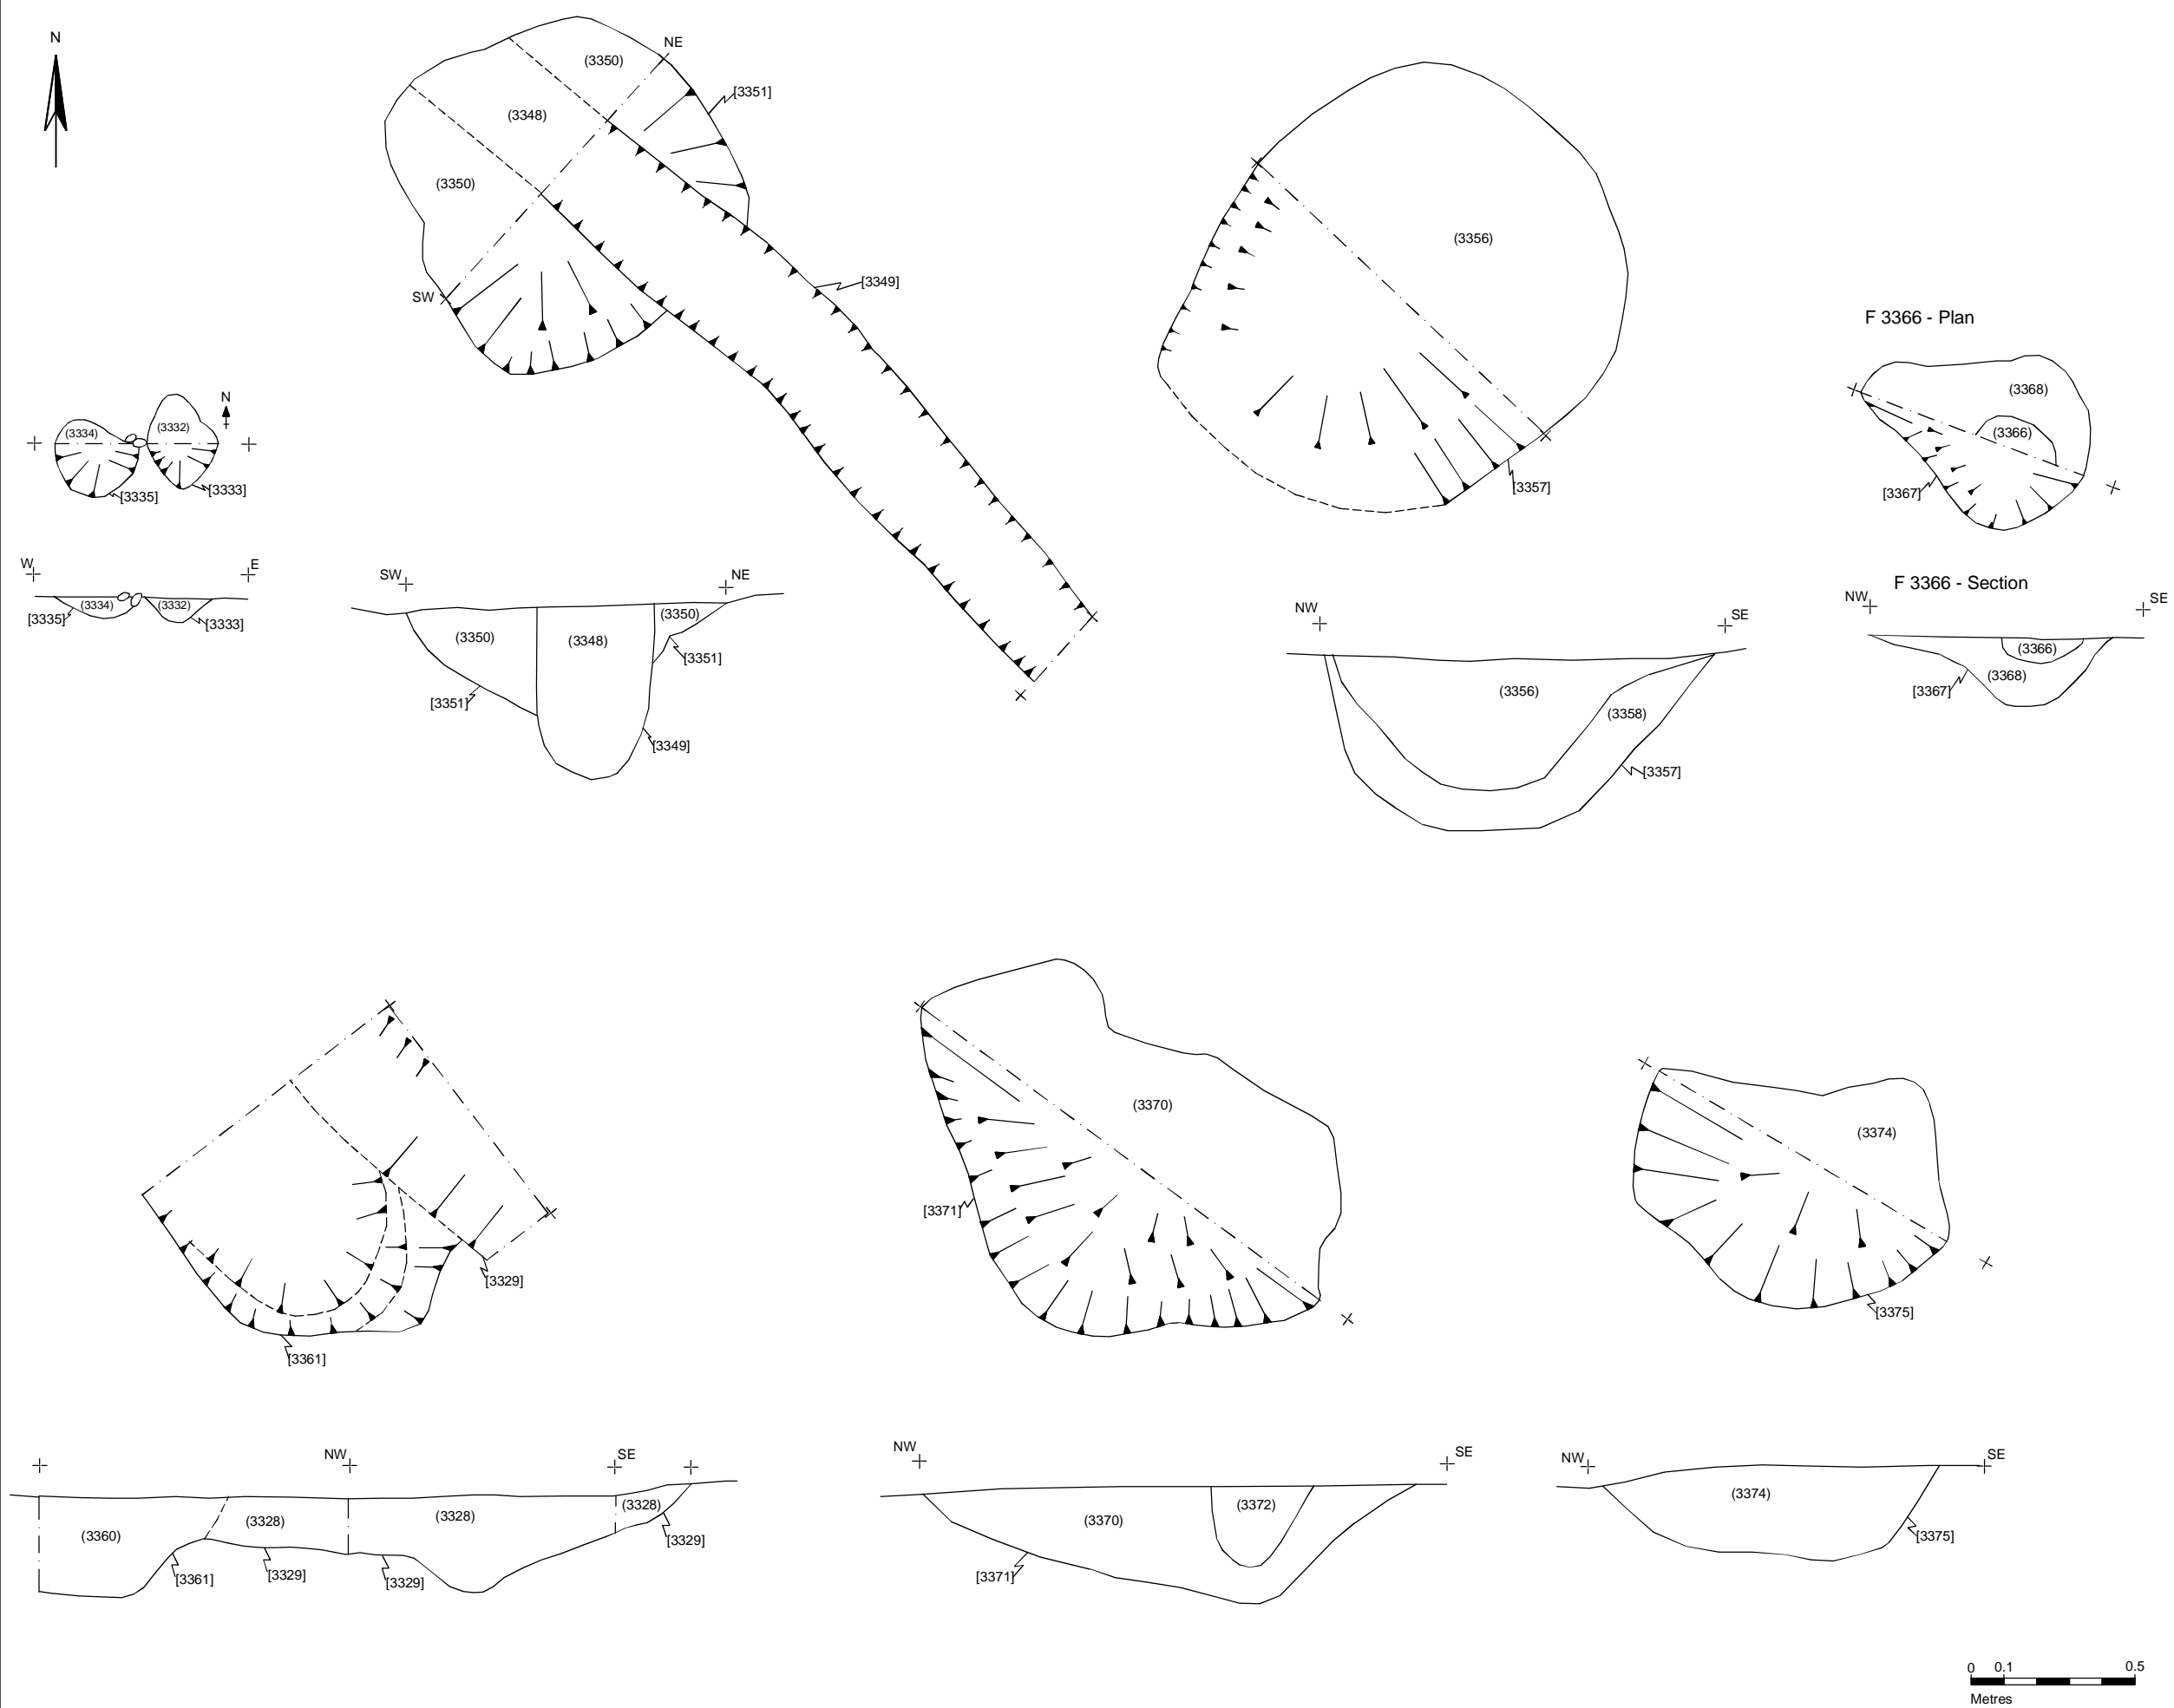 N
NE
(3350)
[3351]
(3348)
(3350)
[3349]
SW
(3356)
[3357]
F 3366 - Plan
(3368)
(3366)
[3367]
N
(3334)
(3332)
[3335]
[3333]
W
E
(3334)
(3332)
[3335]
[3333]
SW
NE
(3350)
(3348)
(3350)
[3351]
[3351]
[3349]
NW
SE
(3356)
(3358)
[3357]
F 3366 - Section
NW
SE
(3366)
(3368)
[3367]
[3329]
[3361]
(3370)
[3371]
(3374)
[3375]
NW
SE
(3360)
(3328)
(3328)
(3328)
[3361]
[3329]
[3329]
[3329]
NW
SE
(3370)
(3372)
[3371]
NW
SE
(3374)
[3375]
0 0.1 0.5
Metres